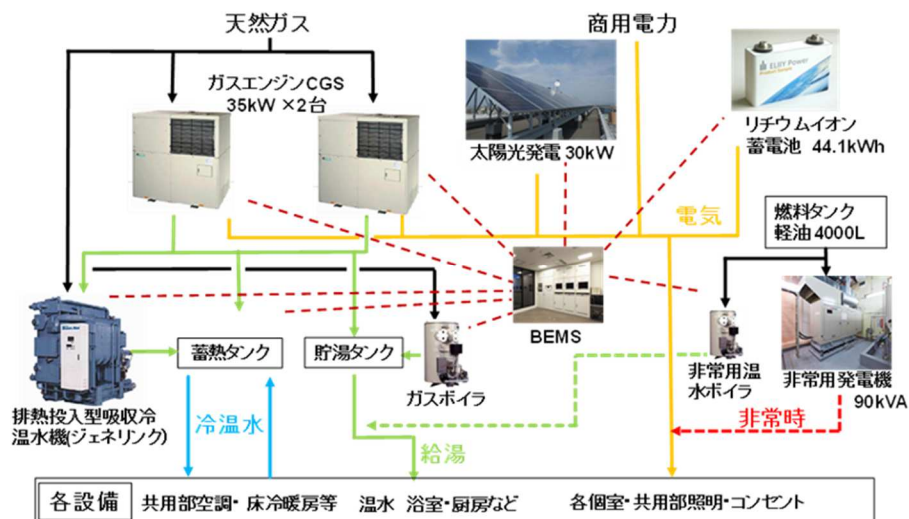 天然ガス
商用電力
ガスエンジンCGS
35kW ×2台
太陽光発電 30kW
ELIIY Power
リチウムイオン
蓄電池 44.1kWh
電気
燃料タンク
軽油 4000L
BEMS
蓄熱タンク
貯湯タンク
ガスボイラ
非常用温
水ボイラ
非常用発電機
90kVA
排熱投入型吸収冷
温水機(ジェネリンク)
冷温水
給湯
非常時
各設備
共用部空調・床冷暖房等
温水 浴室・厨房など
各個室・共用部照明・コンセント